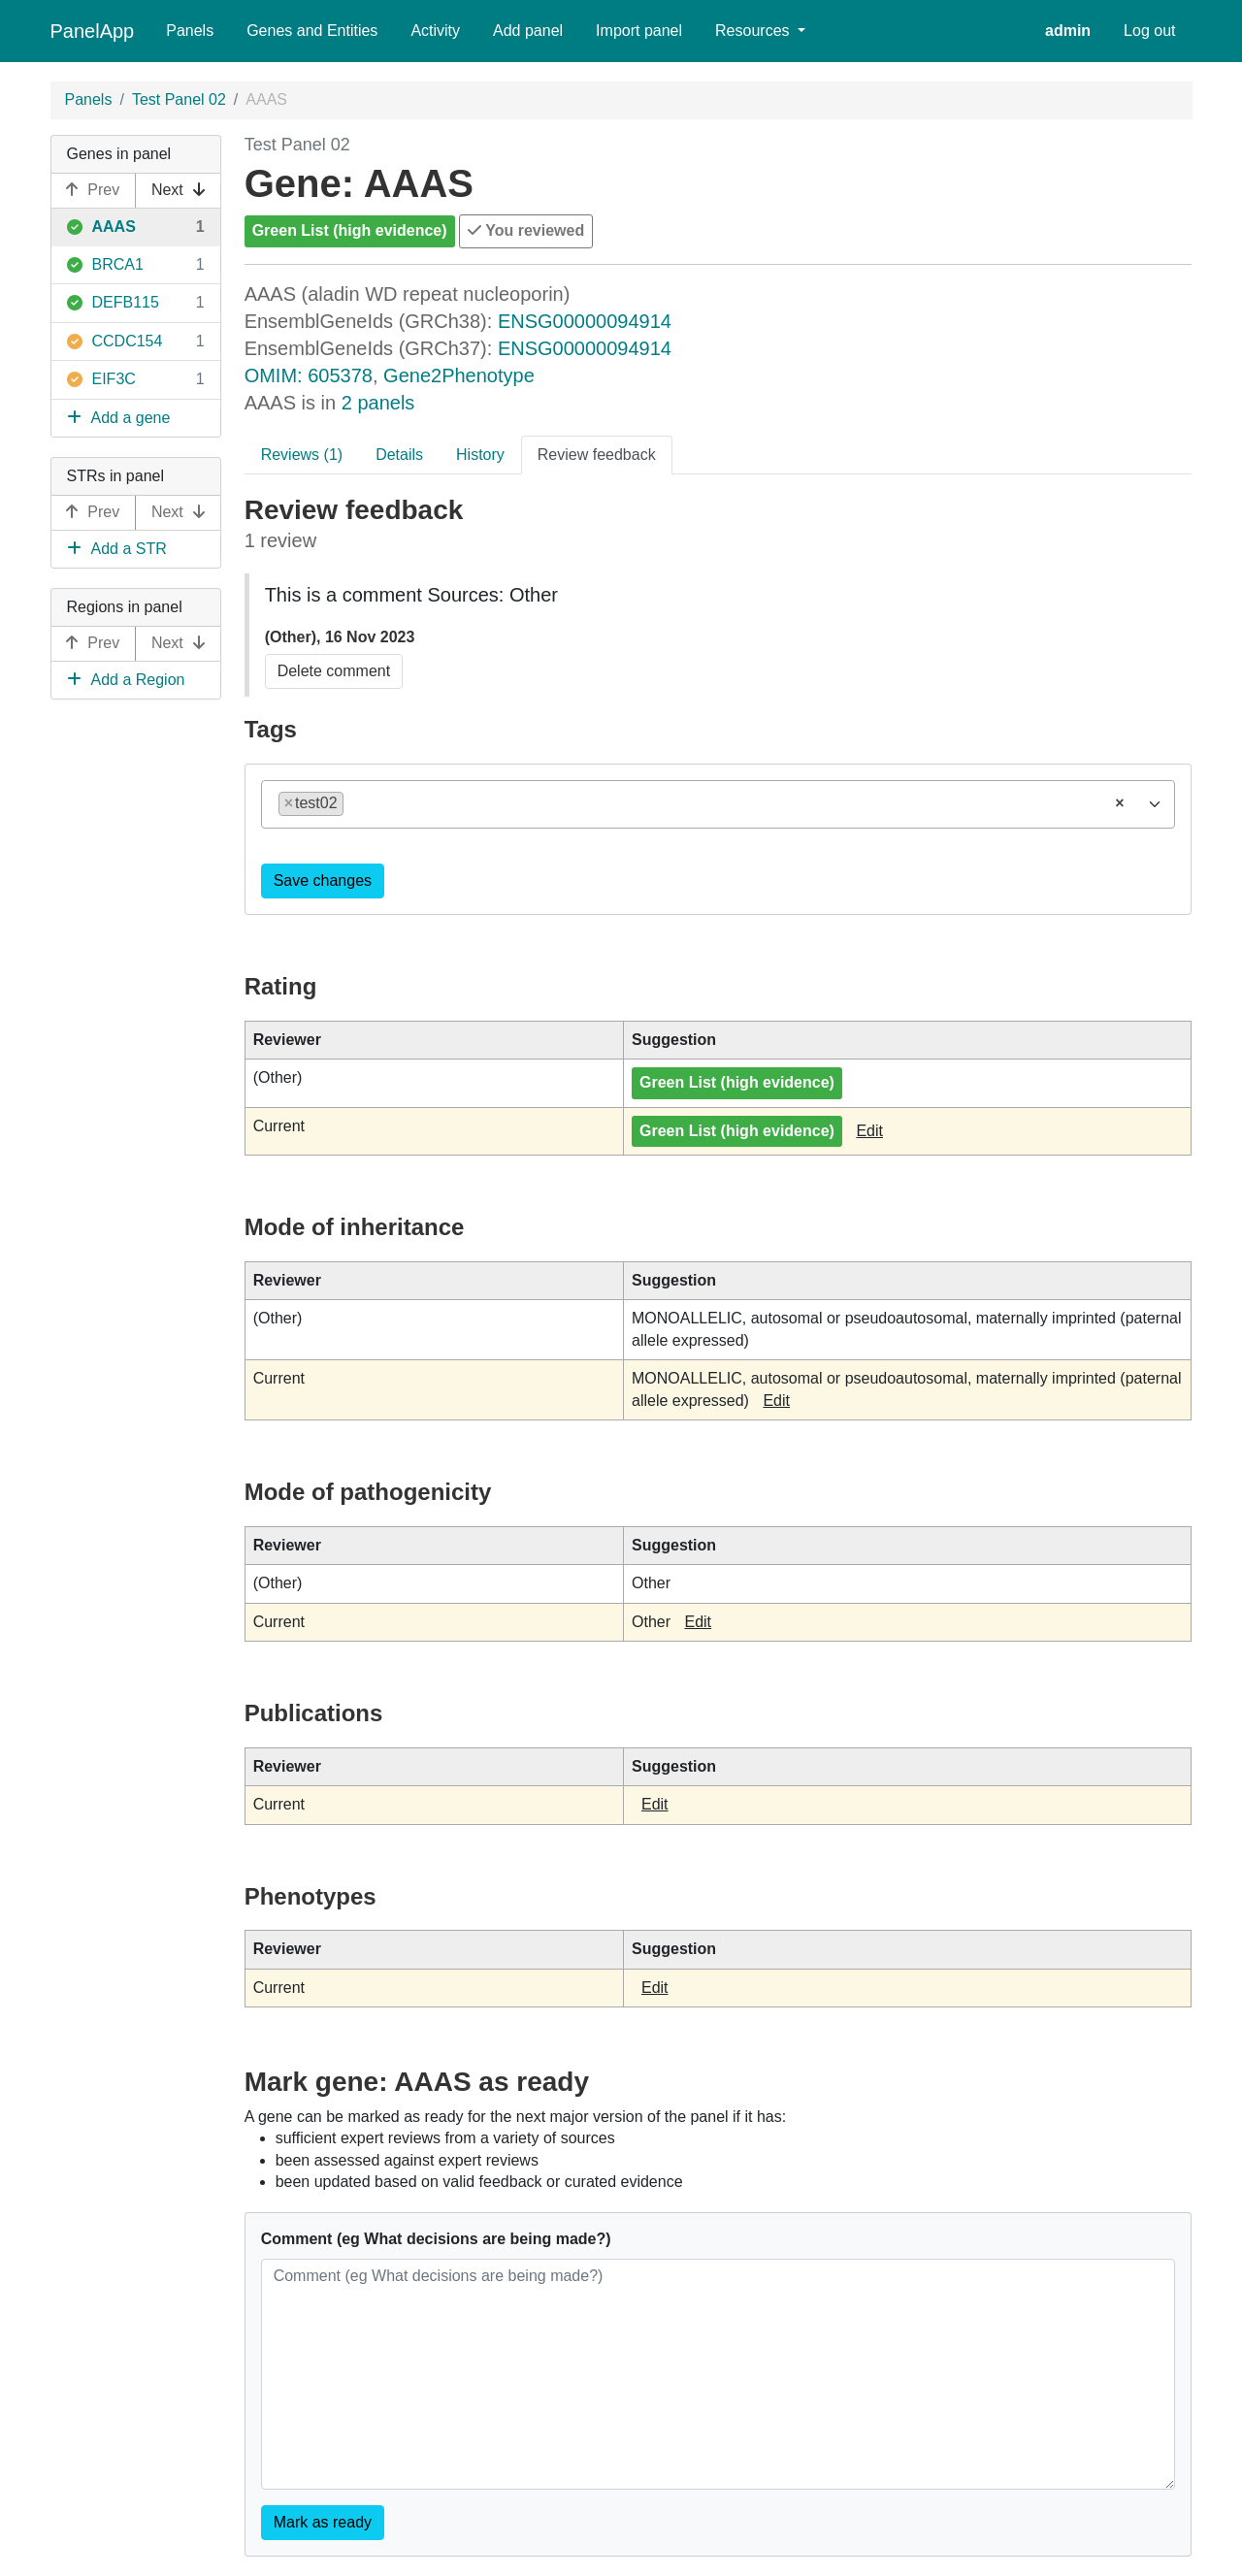 PanelApp Panels Genes and Entities Activity Add panel Import panel Resources admin Log out
Panels / Test Panel 02 / AAAS
Genes in panel
Prev Next
AAAS 1
BRCA1 1
DEFB115 1
CCDC154 1
EIF3C 1
Add a gene
STRs in panel
Prev Next
Add a STR
Regions in panel
Prev Next
Add a Region
Test Panel 02
Gene: AAAS
Green List (high evidence) You reviewed
AAAS (aladin WD repeat nucleoporin)
EnsemblGeneIds (GRCh38): ENSG00000094914
EnsemblGeneIds (GRCh37): ENSG00000094914
OMIM: 605378, Gene2Phenotype
AAAS is in 2 panels
Reviews (1) Details History Review feedback
Review feedback
1 review
This is a comment Sources: Other
(Other), 16 Nov 2023
Delete comment
Tags
×test02 ×
Save changes
Rating
Reviewer Suggestion
(Other) Green List (high evidence)
Current Green List (high evidence) Edit
Mode of inheritance
Reviewer Suggestion
(Other) MONOALLELIC, autosomal or pseudoautosomal, maternally imprinted (paternal
allele expressed)
Current MONOALLELIC, autosomal or pseudoautosomal, maternally imprinted (paternal
allele expressed) Edit
Mode of pathogenicity
Reviewer Suggestion
(Other) Other
Current Other Edit
Publications
Reviewer Suggestion
Current Edit
Phenotypes
Reviewer Suggestion
Current Edit
Mark gene: AAAS as ready
A gene can be marked as ready for the next major version of the panel if it has:
• sufficient expert reviews from a variety of sources
• been assessed against expert reviews
• been updated based on valid feedback or curated evidence
Comment (eg What decisions are being made?)
Comment (eg What decisions are being made?)
Mark as ready